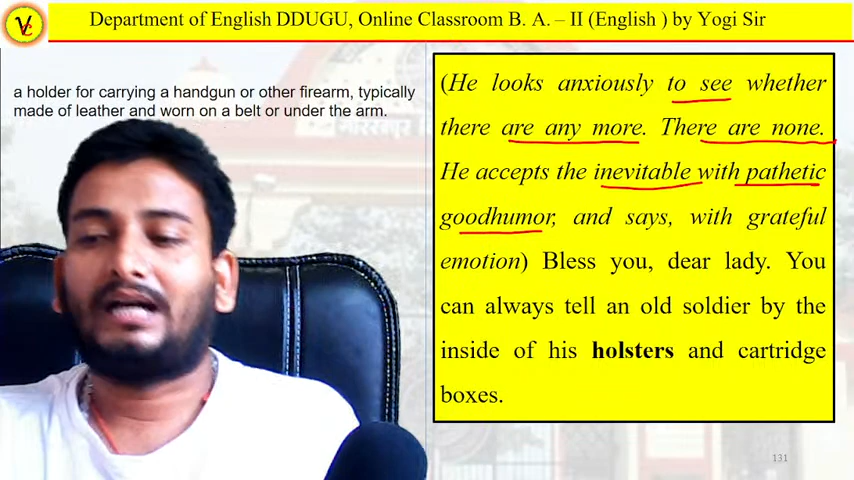 Department of English DDUGU, Online Classroom B. A. – II (English ) by Yogi Sir
a holder for carrying a handgun or other firearm, typically
made of leather and worn on a belt or under the arm.
(He looks anxiously to see whether
there are any more. There are none.
He accepts the inevitable with pathetic
goodhumor, and says, with grateful
emotion) Bless you, dear lady. You
can always tell an old soldier by the
inside of his holsters and cartridge
boxes.
131